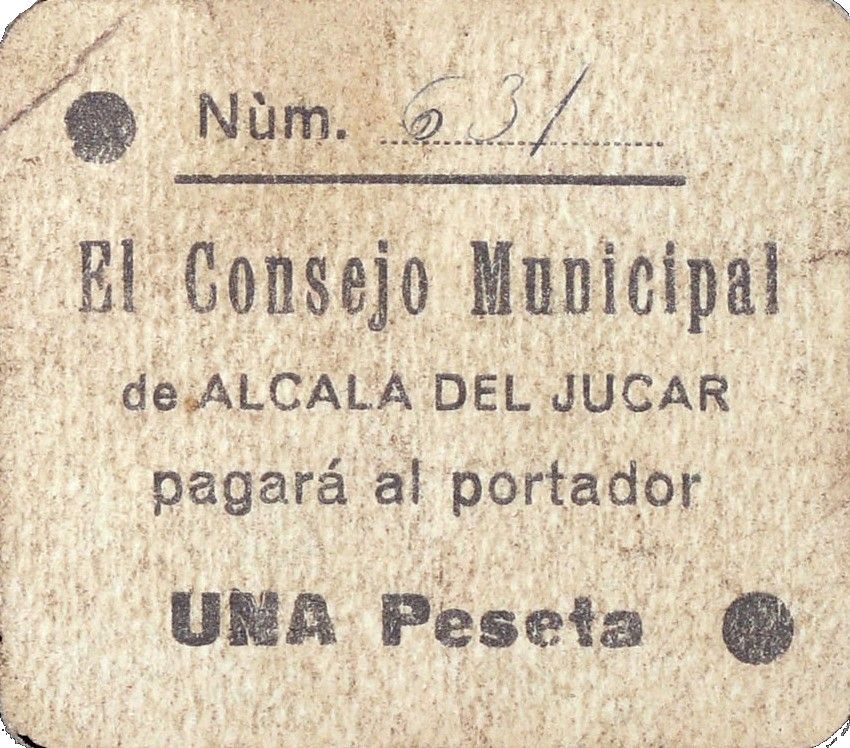 Nùm. 631
El Consejo Municipal
de ALCALA DEL JUCAR
pagará al portador
UNA Peseta